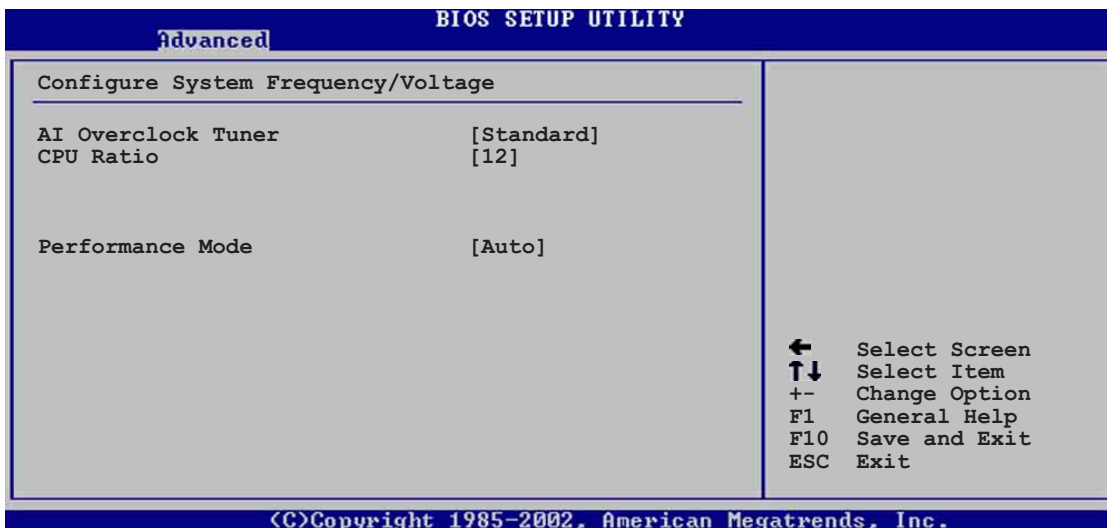 BIOS SETUP UTILITY
Advanced
Configure System Frequency/Voltage
AI Overclock Tuner [Standard]
CPU Ratio [12]
Performance Mode [Auto]
← Select Screen
↑↓ Select Item
+- Change Option
F1 General Help
F10 Save and Exit
ESC Exit
(C)Copyright 1985-2002, American Megatrends, Inc.